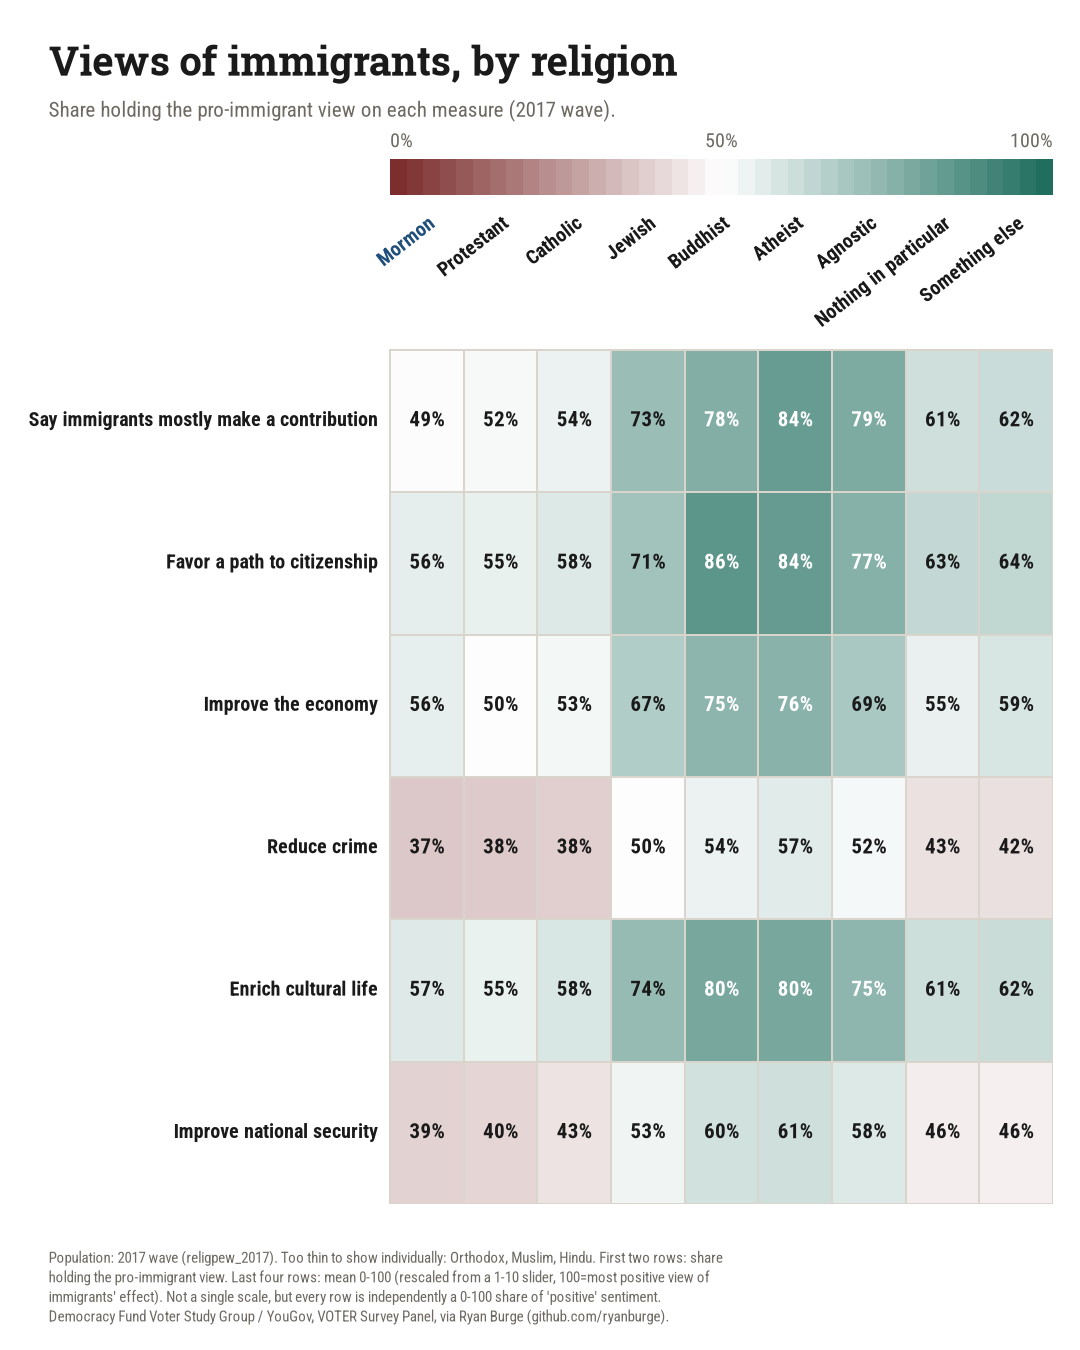 Views of immigrants, by religion
Share holding the pro-immigrant view on each measure (2017 wave).
0% 50% 100%
Mormon Protestant Catholic Jewish Buddhist Atheist Agnostic Nothing in particular Something else
Say immigrants mostly make a contribution 49% 52% 54% 73% 78% 84% 79% 61% 62%
Favor a path to citizenship 56% 55% 58% 71% 86% 84% 77% 63% 64%
Improve the economy 56% 50% 53% 67% 75% 76% 69% 55% 59%
Reduce crime 37% 38% 38% 50% 54% 57% 52% 43% 42%
Enrich cultural life 57% 55% 58% 74% 80% 80% 75% 61% 62%
Improve national security 39% 40% 43% 53% 60% 61% 58% 46% 46%
Population: 2017 wave (religpew_2017). Too thin to show individually: Orthodox, Muslim, Hindu. First two rows: share
holding the pro-immigrant view. Last four rows: mean 0-100 (rescaled from a 1-10 slider, 100=most positive view of
immigrants' effect). Not a single scale, but every row is independently a 0-100 share of 'positive' sentiment.
Democracy Fund Voter Study Group / YouGov, VOTER Survey Panel, via Ryan Burge (github.com/ryanburge).